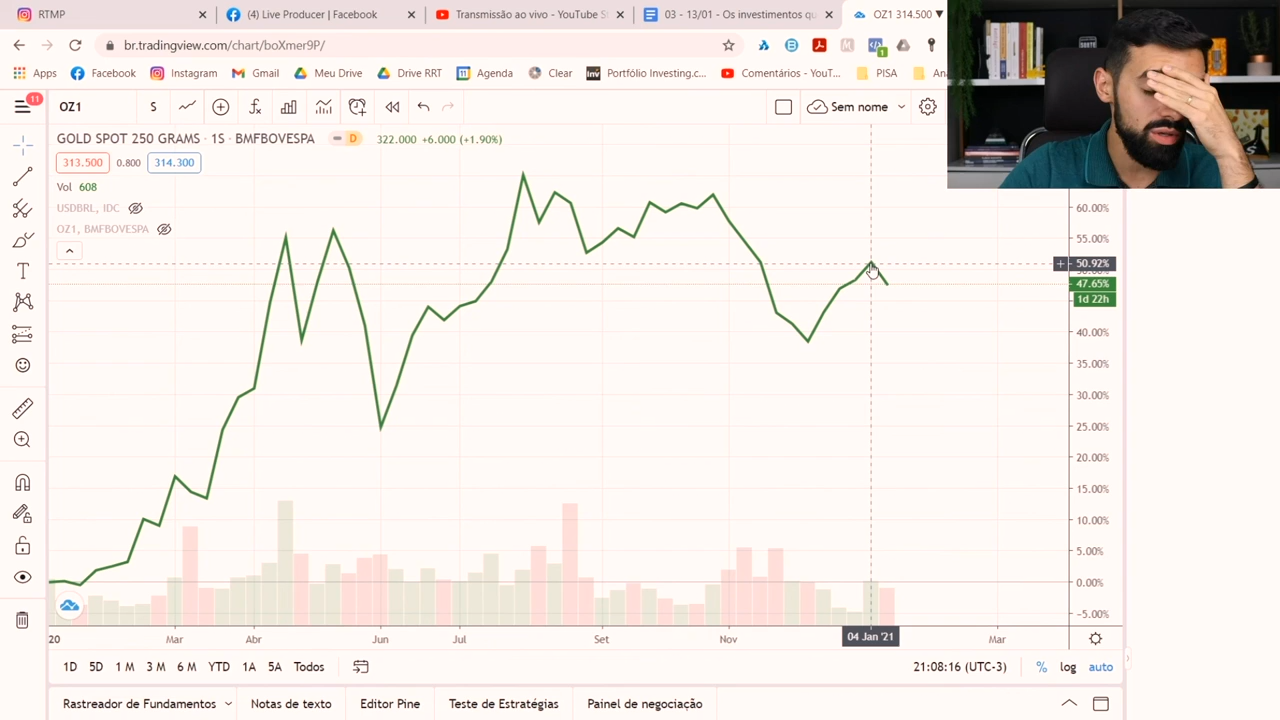 RTMP
(4) Live Producer | Facebook
Transmissão ao vivo - YouTube S
03 - 13/01 - Os investimentos qu
OZ1 314.500 ▼
br.tradingview.com/chart/boXmer9P/
1
Apps
Facebook
Instagram
Gmail
Meu Drive
Drive RRT
Agenda
Clear
Inv
Portfólio Investing.c...
Comentários - YouT...
PISA
An
11
OZ1
$
Sem nome
GOLD SPOT 250 GRAMS · 1S · BMFBOVESPA
D
322.000 +6.000 (+1.90%)
313.500
0.800
314.300
Vol 608
USDBRL, IDC
OZ1, BMFBOVESPA
60.00%
55.00%
50.92%
47.65%
1d 22h
40.00%
35.00%
30.00%
25.00%
20.00%
15.00%
10.00%
5.00%
0.00%
-5.00%
20
Mar
Abr
Jun
Jul
Set
Nov
04 Jan '21
Mar
1D
5D
1 M
3 M
6 M
YTD
1A
5A
Todos
21:08:16 (UTC-3)
%
log
auto
Rastreador de Fundamentos
Notas de texto
Editor Pine
Teste de Estratégias
Painel de negociação